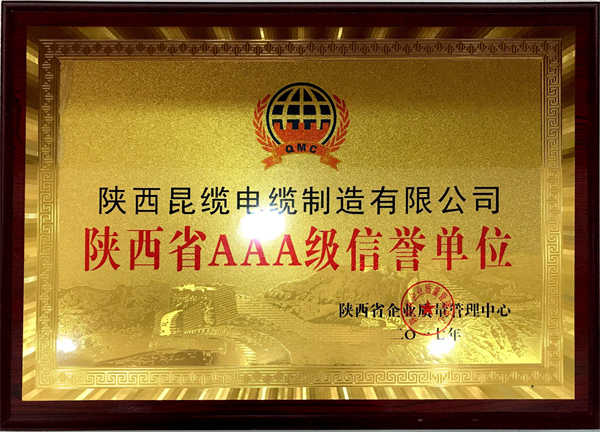 QMC
陕西昆缆电缆制造有限公司
陕西省AAA级信誉单位
陕西省企业质量管理中心
二〇一七年